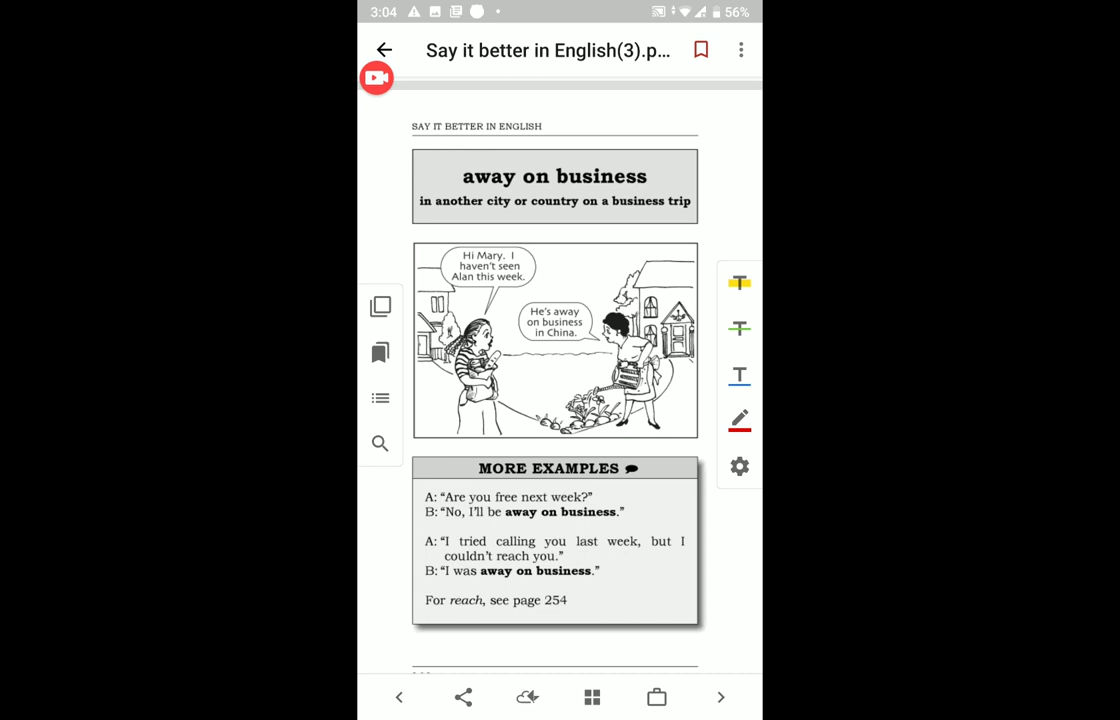 3:04
56%
Say it better in English(3).p...
SAY IT BETTER IN ENGLISH
away on business
in another city or country on a business trip
Hi Mary. I
haven't seen
Alan this week.
He's away
on business
in China.
MORE EXAMPLES
A: “Are you free next week?”
B: “No, I'll be away on business.”
A: “I tried calling you last week, but I
couldn't reach you.”
B: “I was away on business.”
For reach, see page 254